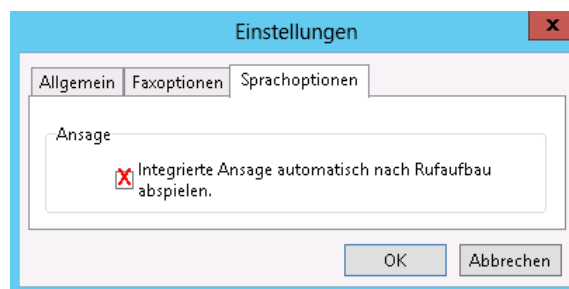 Einstellungen
x
Allgemein Faxoptionen Sprachoptionen
Ansage
Integrierte Ansage automatisch nach Rufaufbau
abspielen.
OK Abbrechen